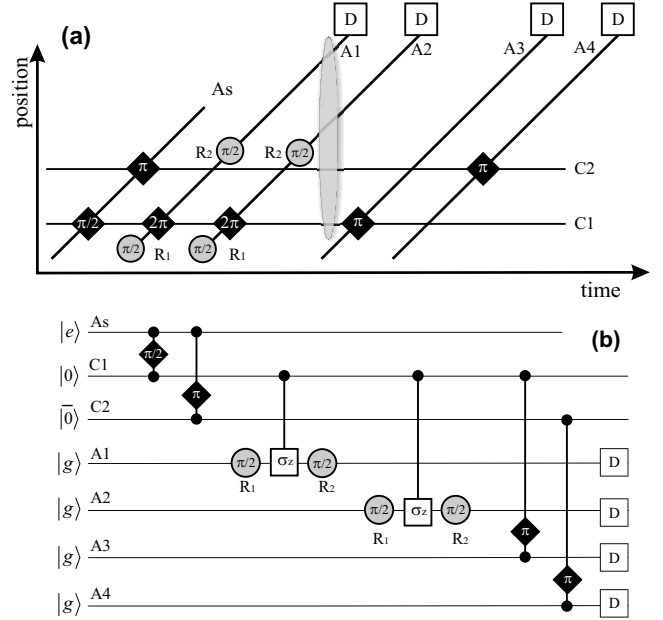 (a)
D D D D
A1 A2 A3 A4
position
As
R2 π/2 R2 π/2
π π C2
π/2 2π 2π π C1
π/2 R1 π/2 R1
time
(b)
|e⟩ As
π/2
|0⟩ C1
π
|0̅⟩ C2
|g⟩ A1 π/2 σz π/2 D
R1 R2
|g⟩ A2 π/2 σz π/2 D
R1 R2
π
|g⟩ A3 D
π
|g⟩ A4 D